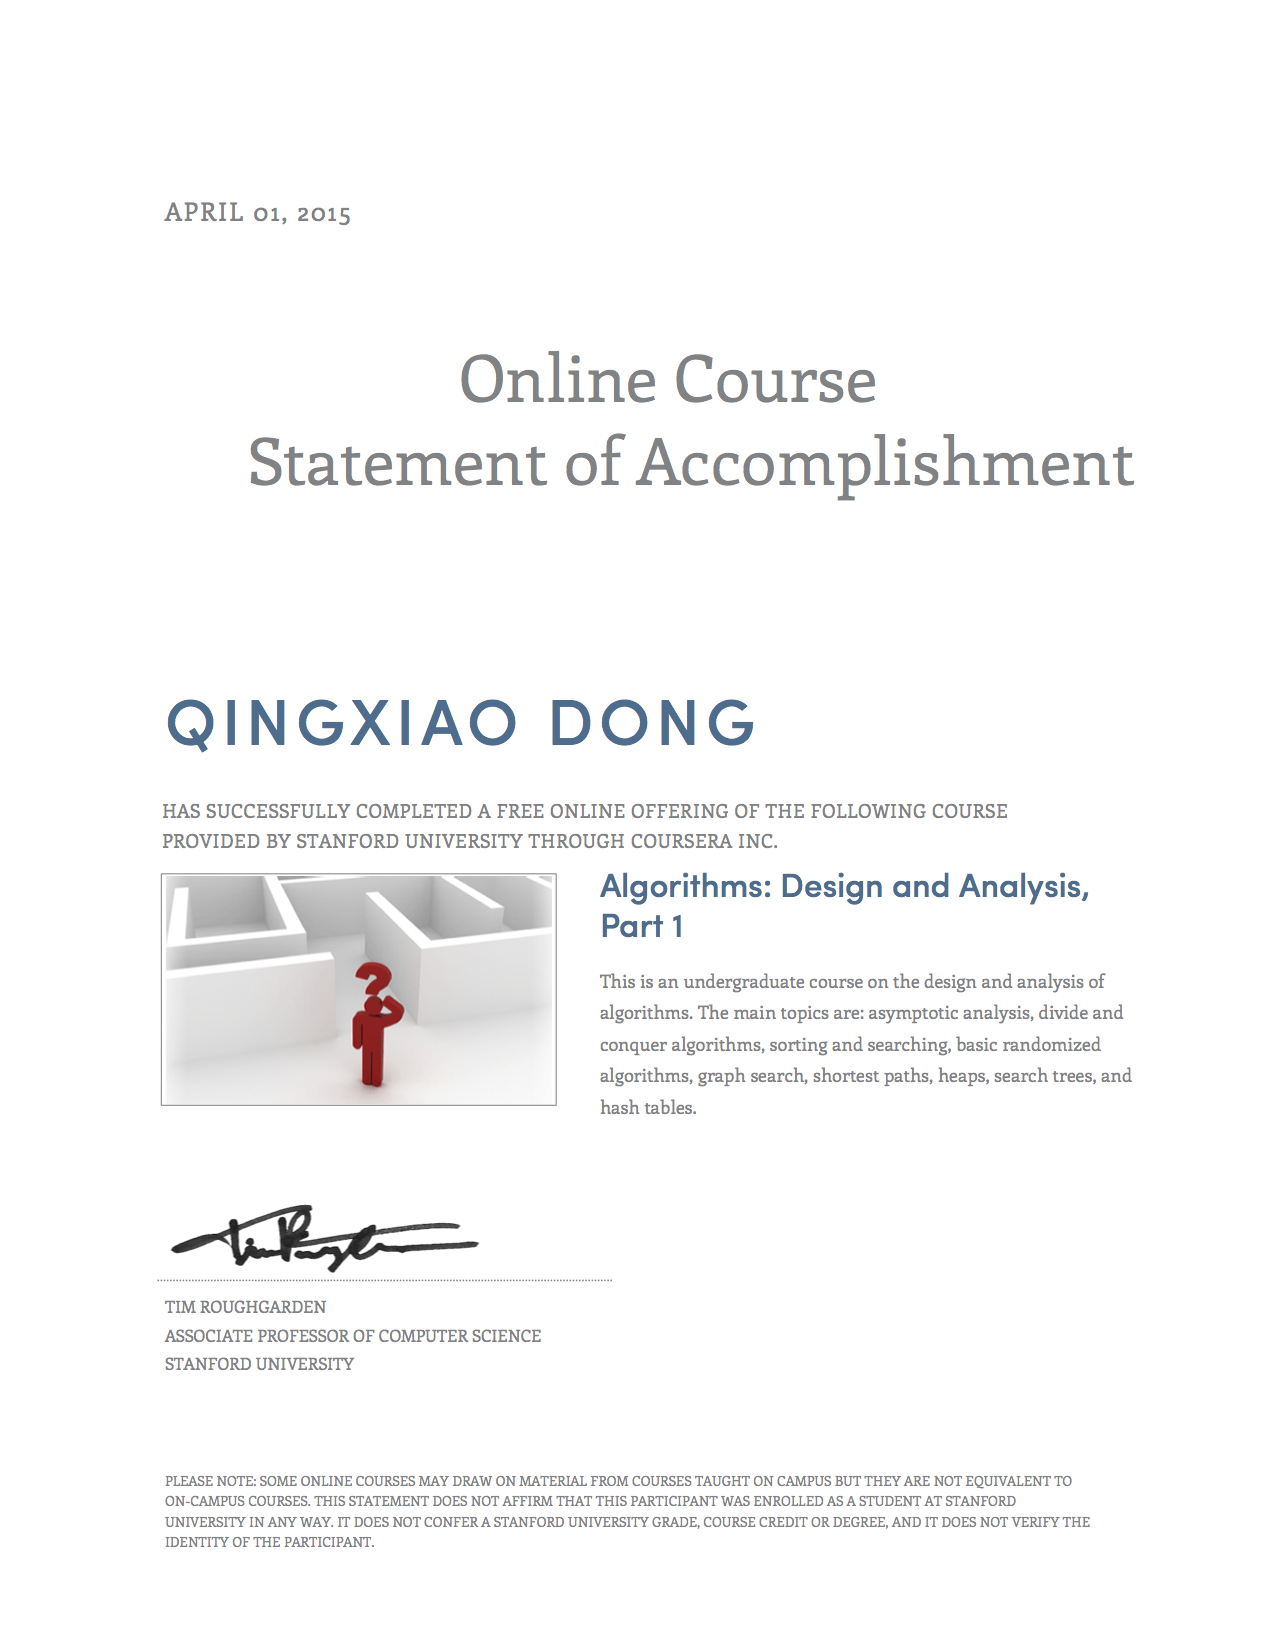 APRIL 01, 2015
Online Course
Statement of Accomplishment
QINGXIAO DONG
HAS SUCCESSFULLY COMPLETED A FREE ONLINE OFFERING OF THE FOLLOWING COURSE
PROVIDED BY STANFORD UNIVERSITY THROUGH COURSERA INC.
Algorithms: Design and Analysis,
Part 1
This is an undergraduate course on the design and analysis of
algorithms. The main topics are: asymptotic analysis, divide and
conquer algorithms, sorting and searching, basic randomized
algorithms, graph search, shortest paths, heaps, search trees, and
hash tables.
?
Tim Roughgarden
TIM ROUGHGARDEN
ASSOCIATE PROFESSOR OF COMPUTER SCIENCE
STANFORD UNIVERSITY
PLEASE NOTE: SOME ONLINE COURSES MAY DRAW ON MATERIAL FROM COURSES TAUGHT ON CAMPUS BUT THEY ARE NOT EQUIVALENT TO
ON-CAMPUS COURSES. THIS STATEMENT DOES NOT AFFIRM THAT THIS PARTICIPANT WAS ENROLLED AS A STUDENT AT STANFORD
UNIVERSITY IN ANY WAY. IT DOES NOT CONFER A STANFORD UNIVERSITY GRADE, COURSE CREDIT OR DEGREE, AND IT DOES NOT VERIFY THE
IDENTITY OF THE PARTICIPANT.